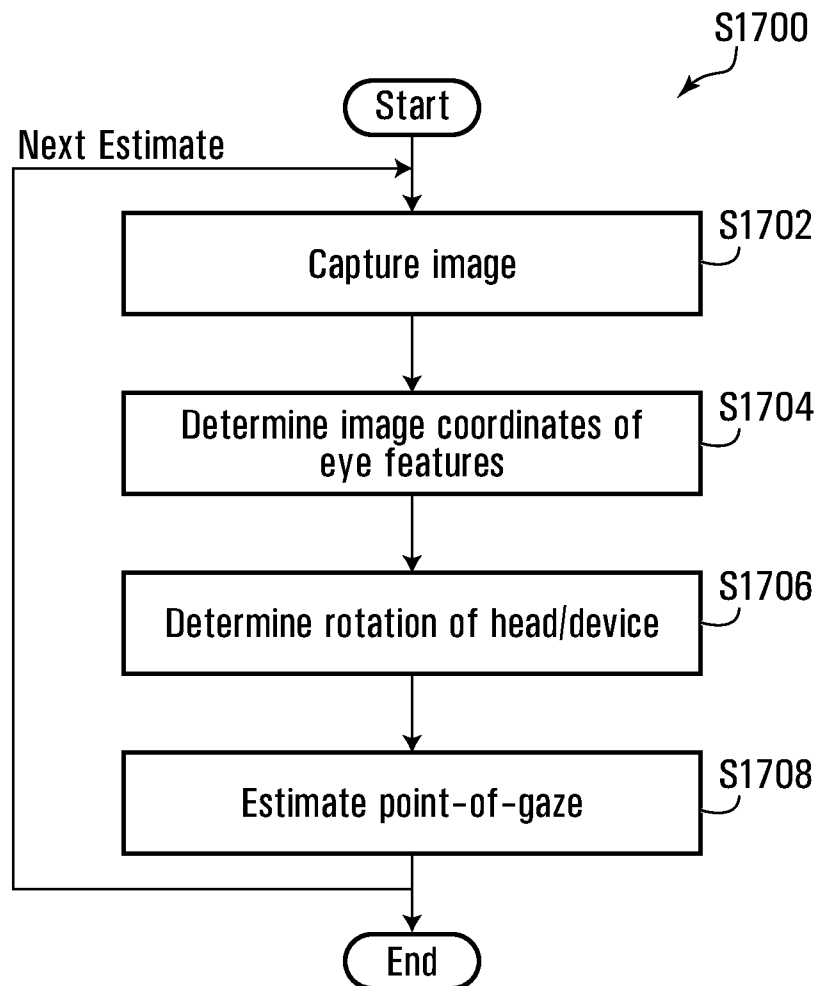 S1700
Start
Next Estimate
S1702
Capture image
S1704
Determine image coordinates of
eye features
S1706
Determine rotation of head/device
S1708
Estimate point-of-gaze
End